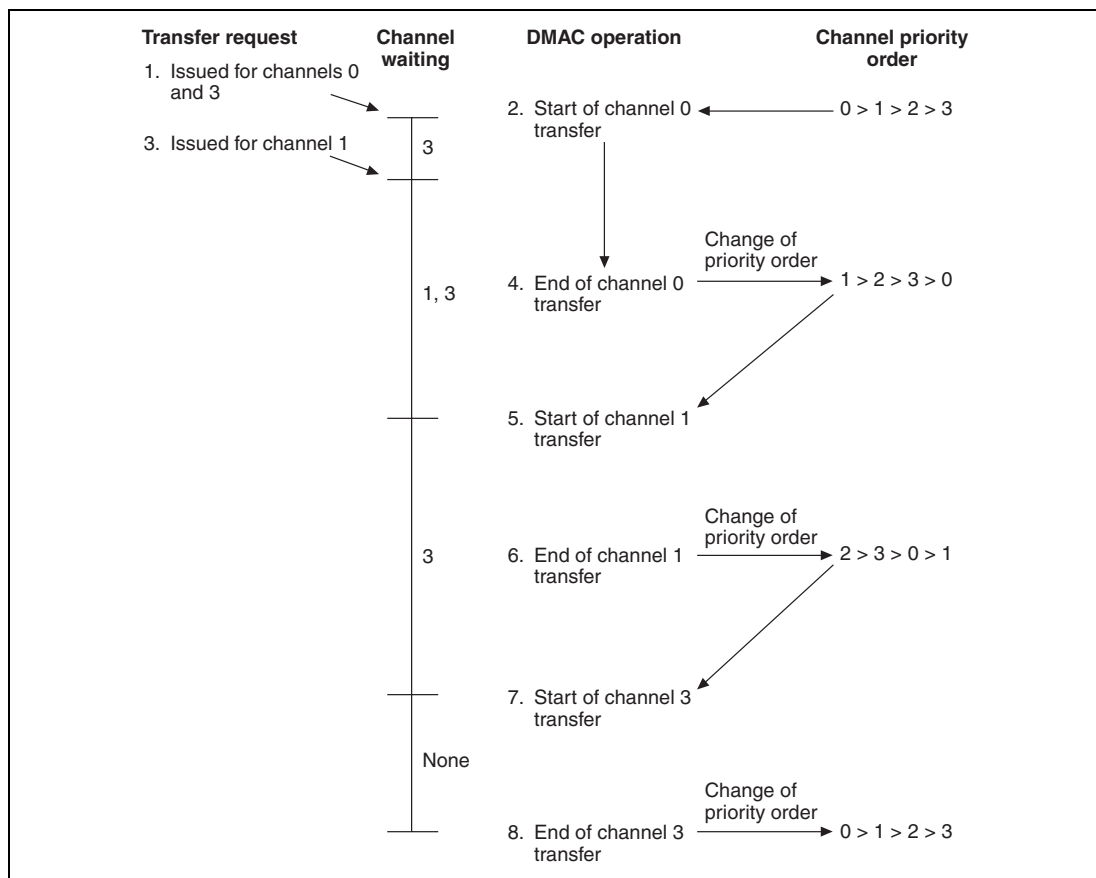 Transfer request
Channel
waiting
DMAC operation
Channel priority
order
1. Issued for channels 0
and 3
2. Start of channel 0
transfer
0 > 1 > 2 > 3
3. Issued for channel 1
3
1, 3
4. End of channel 0
transfer
Change of
priority order
1 > 2 > 3 > 0
5. Start of channel 1
transfer
3
6. End of channel 1
transfer
Change of
priority order
2 > 3 > 0 > 1
7. Start of channel 3
transfer
None
8. End of channel 3
transfer
Change of
priority order
0 > 1 > 2 > 3